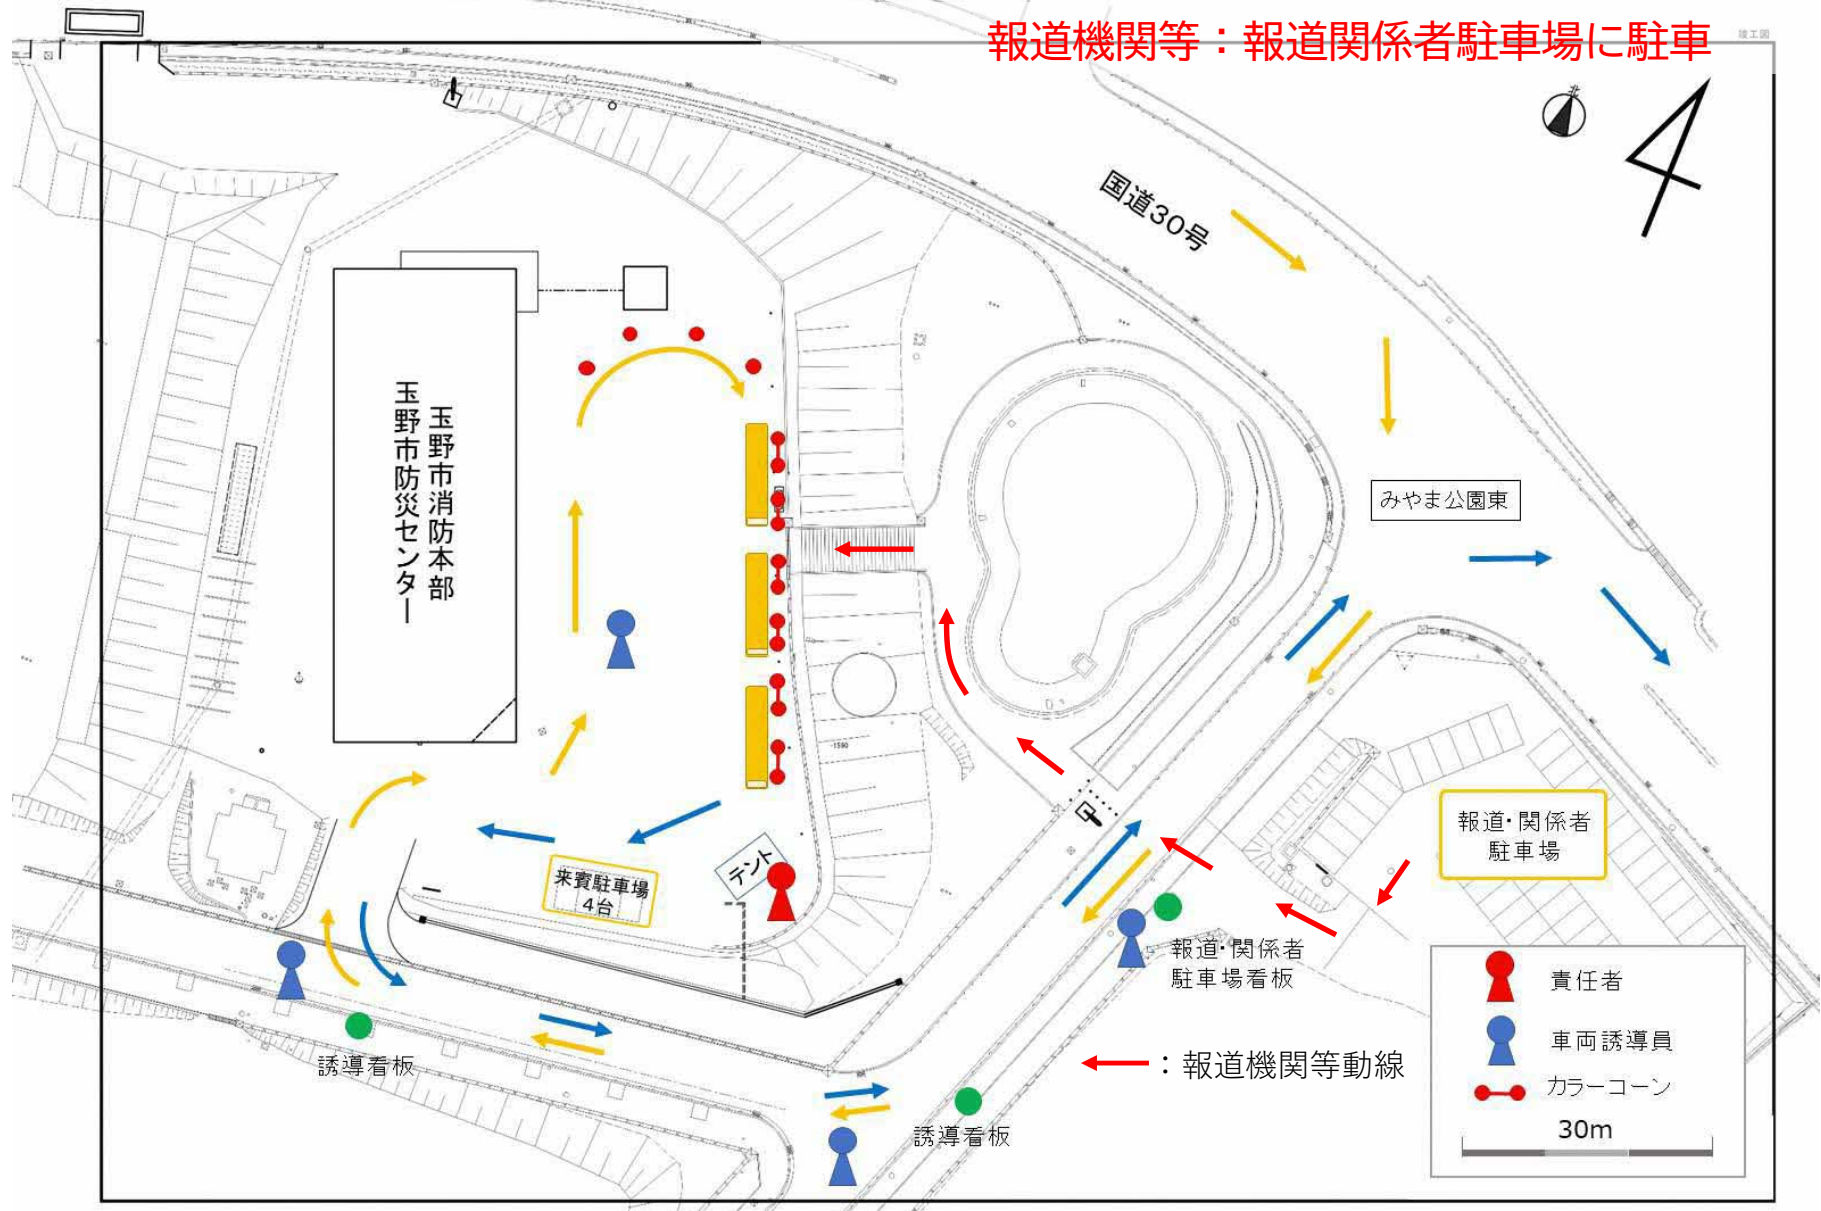 報道機関等：報道関係者駐車場に駐車
竣工図
北
国道30号
玉野市消防本部
玉野市防災センター
みやま公園東
報道･関係者
駐車場
テント
来賓駐車場
4台
報道･関係者
駐車場看板
誘導看板
誘導看板
：報道機関等動線
責任者
車両誘導員
カラーコーン
30m